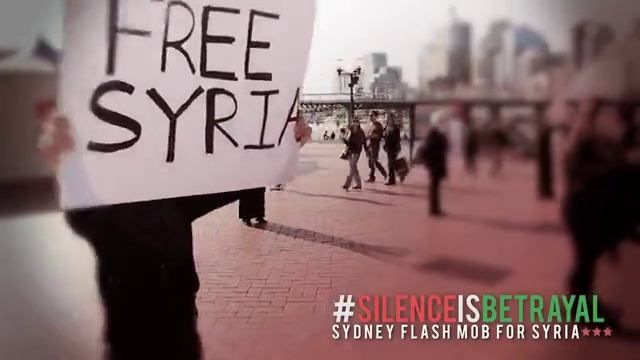 FREE
SYRIA
#SILENCEISBETRAYAL
SYDNEY FLASH MOB FOR SYRIA★★★